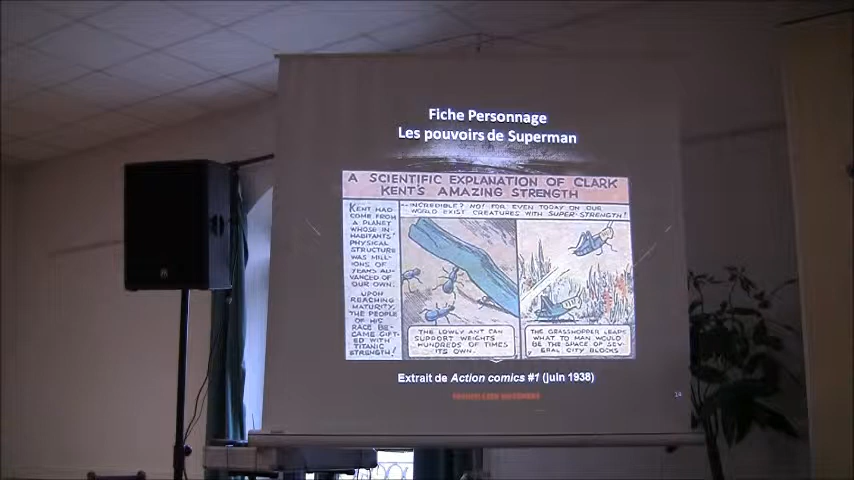 Fiche Personnage
Les pouvoirs de Superman
A SCIENTIFIC EXPLANATION OF CLARK
KENT'S AMAZING STRENGTH
KENT HAD
COME FROM
A PLANET
WHOSE IN-
HABITANTS'
PHYSICAL
STRUCTURE
WAS MILL-
IONS OF
YEARS AD-
VANCED OF
OUR OWN.
UPON
REACHING
MATURITY,
THE PEOPLE
OF HIS
RACE BE-
CAME GIFT-
ED WITH
TITANIC
STRENGTH!
--INCREDIBLE? NO! FOR EVEN TODAY ON OUR
WORLD EXIST CREATURES WITH SUPER-STRENGTH!
THE LOWLY ANT CAN
SUPPORT WEIGHTS
HUNDREDS OF TIMES
ITS OWN.
THE GRASSHOPPER LEAPS
WHAT TO MAN WOULD
BE THE SPACE OF SEV-
ERAL CITY BLOCKS
Extrait de Action comics #1 (juin 1938)
24